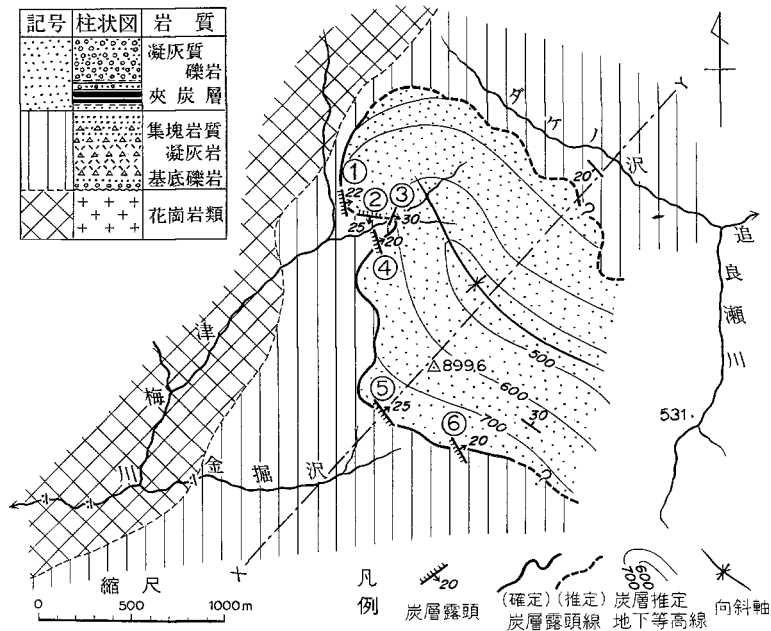 記号 柱状図 岩質
凝灰質
礫岩
夾炭層
集塊岩質
凝灰岩
基底礫岩
花崗岩類
ダケノ沢
イ
20
?
追良瀬川
531.
①
22
②
25
③
30
④
20
△899.6
500
600
700
30
⑤
25
⑥
20
?
梅津川
金掘沢
縮尺
0 500 1000m
凡例
20
炭層露頭
(確定)(推定)
炭層露頭線
700
600
炭層推定
地下等高線
向斜軸